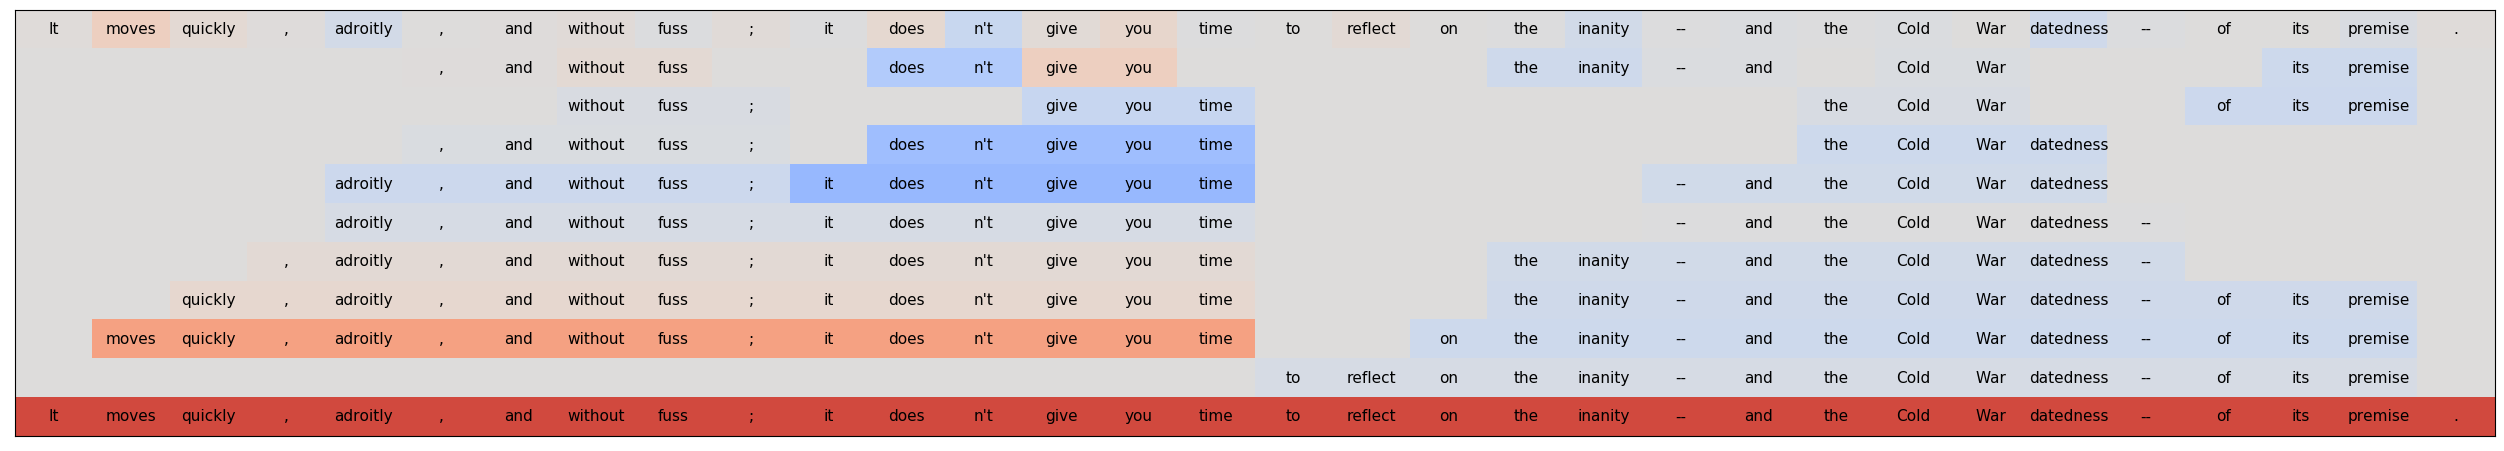 It moves quickly , adroitly , and without fuss ; it does n't give you time to reflect on the inanity -- and the Cold War datedness -- of its premise .
, and without fuss does n't give you the inanity -- and Cold War its premise
without fuss ; give you time the Cold War of its premise
, and without fuss ; does n't give you time the Cold War datedness
adroitly , and without fuss ; it does n't give you time -- and the Cold War datedness
adroitly , and without fuss ; it does n't give you time -- and the Cold War datedness --
, adroitly , and without fuss ; it does n't give you time the inanity -- and the Cold War datedness --
quickly , adroitly , and without fuss ; it does n't give you time the inanity -- and the Cold War datedness -- of its premise
moves quickly , adroitly , and without fuss ; it does n't give you time on the inanity -- and the Cold War datedness -- of its premise
to reflect on the inanity -- and the Cold War datedness -- of its premise
It moves quickly , adroitly , and without fuss ; it does n't give you time to reflect on the inanity -- and the Cold War datedness -- of its premise .